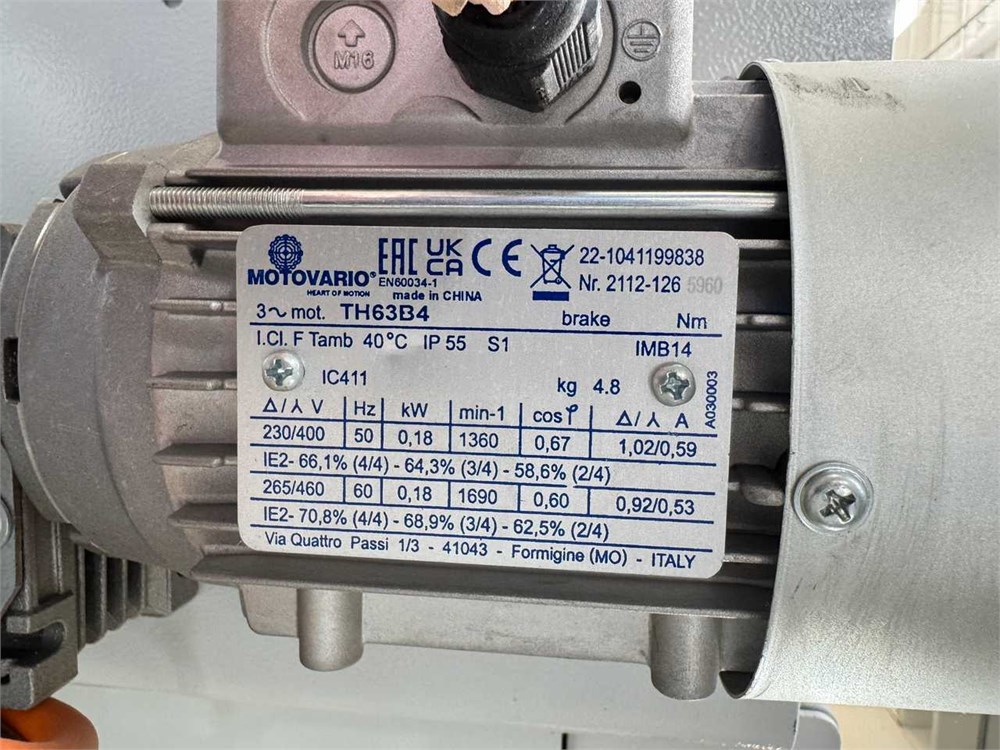 M16
MOTOVARIO®
HEART OF MOTION
EAC UK CA CE
EN60034-1
made in CHINA
22-1041199838
Nr. 2112-126 5960
3~ mot. TH63B4 brake Nm
I.Cl. F Tamb 40°C IP 55 S1 IMB14
IC411 kg 4.8
A030003
Δ/⅄ V Hz kW min-1 cosφ Δ/⅄ A
230/400 50 0,18 1360 0,67 1,02/0,59
IE2- 66,1% (4/4) - 64,3% (3/4) - 58,6% (2/4)
265/460 60 0,18 1690 0,60 0,92/0,53
IE2- 70,8% (4/4) - 68,9% (3/4) - 62,5% (2/4)
Via Quattro Passi 1/3 - 41043 - Formigine (MO) - ITALY